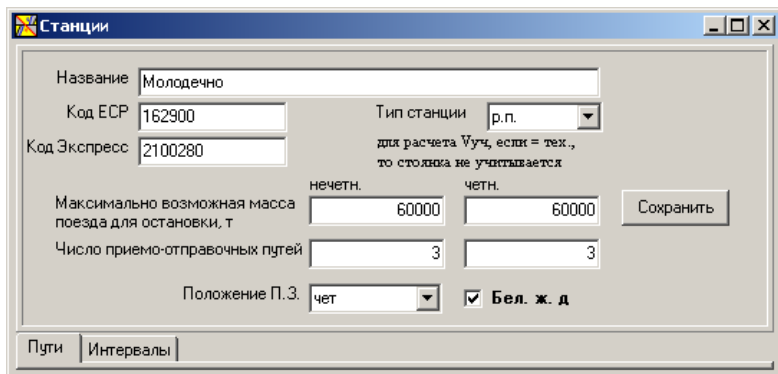 Станции
Название Молодечно
Код ЕСР 162900 Тип станции р.п.
Код Экспресс 2100280 для расчета Vуч, если = тех.,
то стоянка не учитывается
нечетн. четн.
Максимально возможная масса
поезда для остановки, т 60000 60000 Сохранить
Число приемо-отправочных путей 3 3
Положение П.З. чет Бел. ж. д
Пути Интервалы